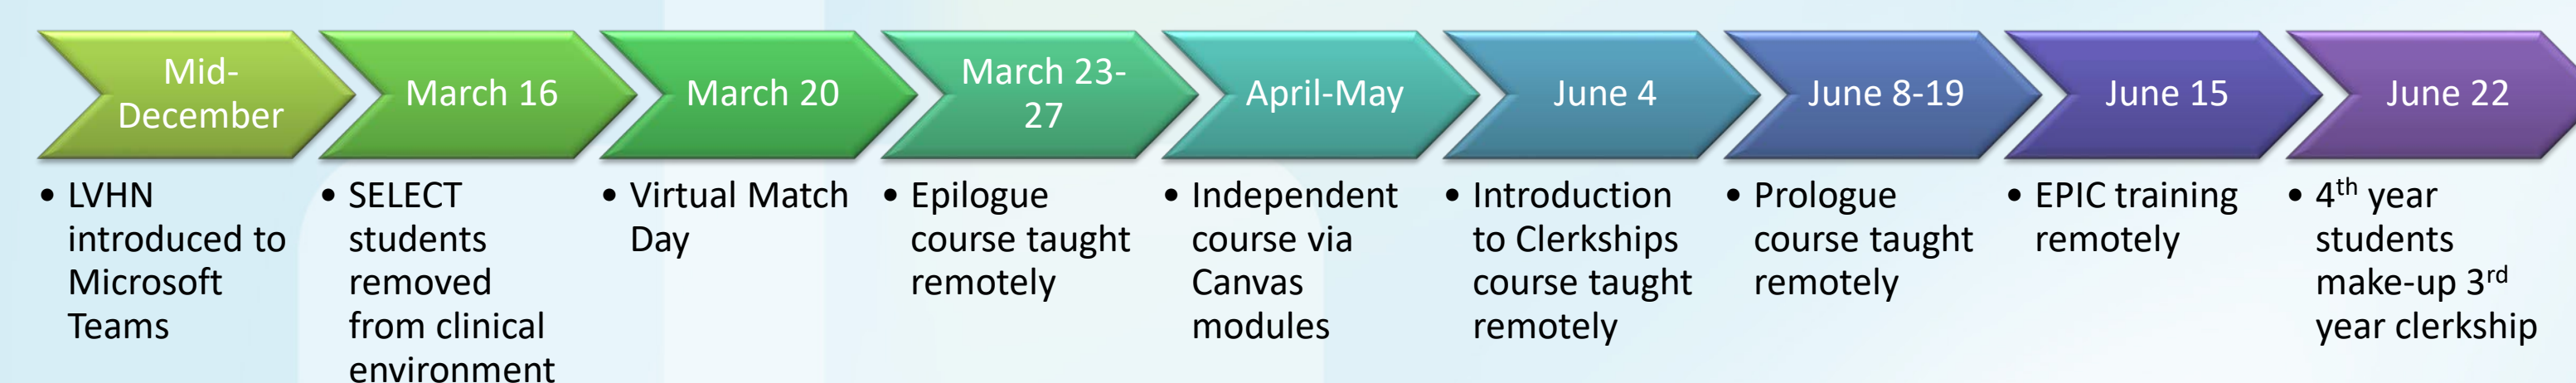 Mid-
December
• LVHN
introduced to
Microsoft
Teams
March 16
• SELECT
students
removed
from clinical
environment
March 20
• Virtual Match
Day
March 23-
27
• Epilogue
course taught
remotely
April-May
• Independent
course via
Canvas
modules
June 4
• Introduction
to Clerkships
course taught
remotely
June 8-19
• Prologue
course taught
remotely
June 15
• EPIC training
remotely
June 22
• 4th year
students
make-up 3rd
year clerkship